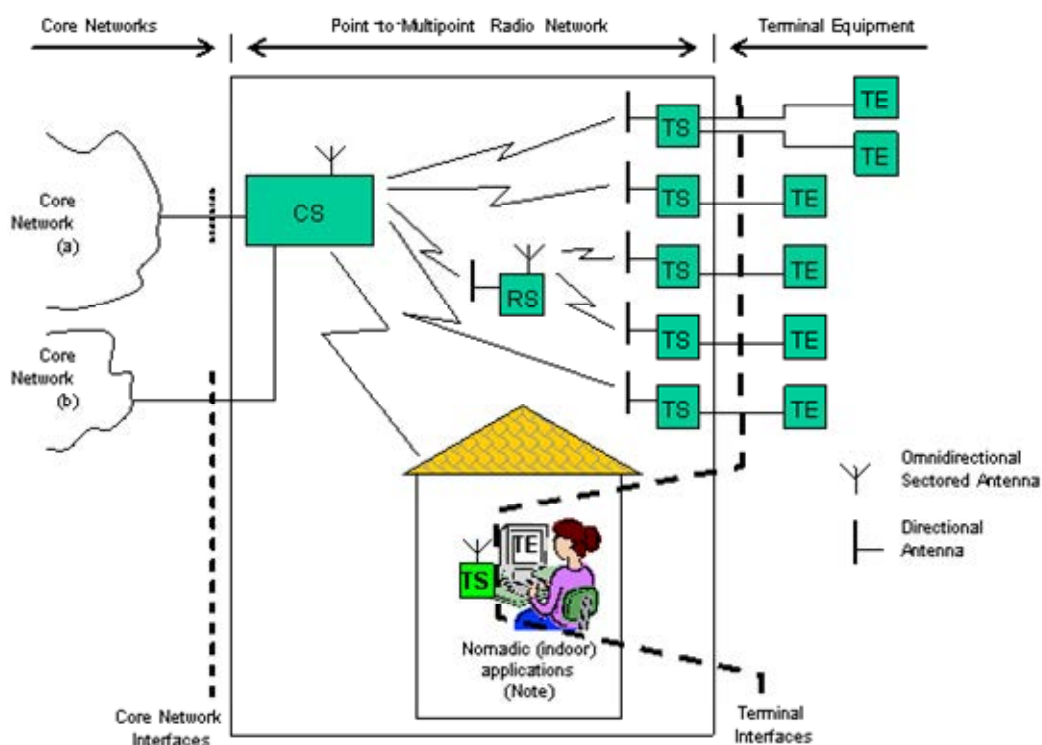 Core Networks
Point-to-Multipoint Radio Network
Terminal Equipment
TE
TS
TE
Core
Network
(a)
CS
TS
TE
TS
TE
RS
TS
TE
Core
Network
(b)
TS
TE
Omnidirectional
Sectored Antenna
Directional
Antenna
TE
TS
Nomadic (indoor)
applications
(Note)
Core Network
Interfaces
Terminal
Interfaces